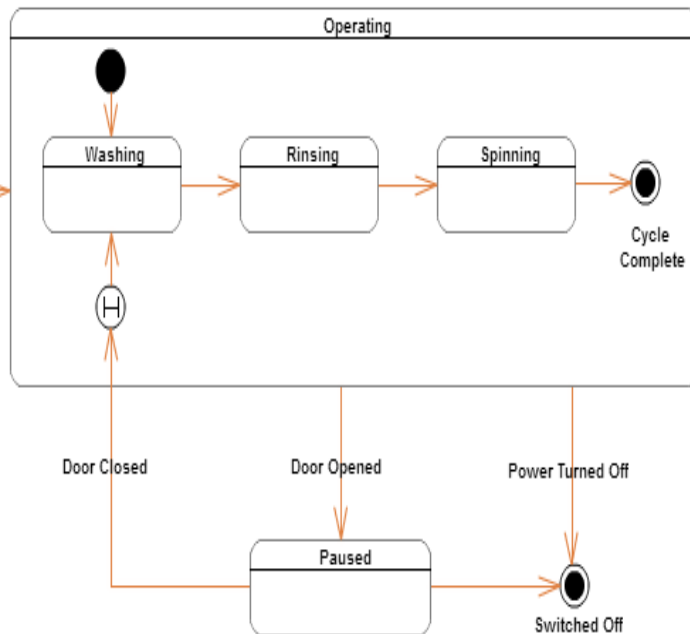 Operating
Washing
Rinsing
Spinning
Cycle
Complete
H
Door Closed
Door Opened
Power Turned Off
Paused
Switched Off